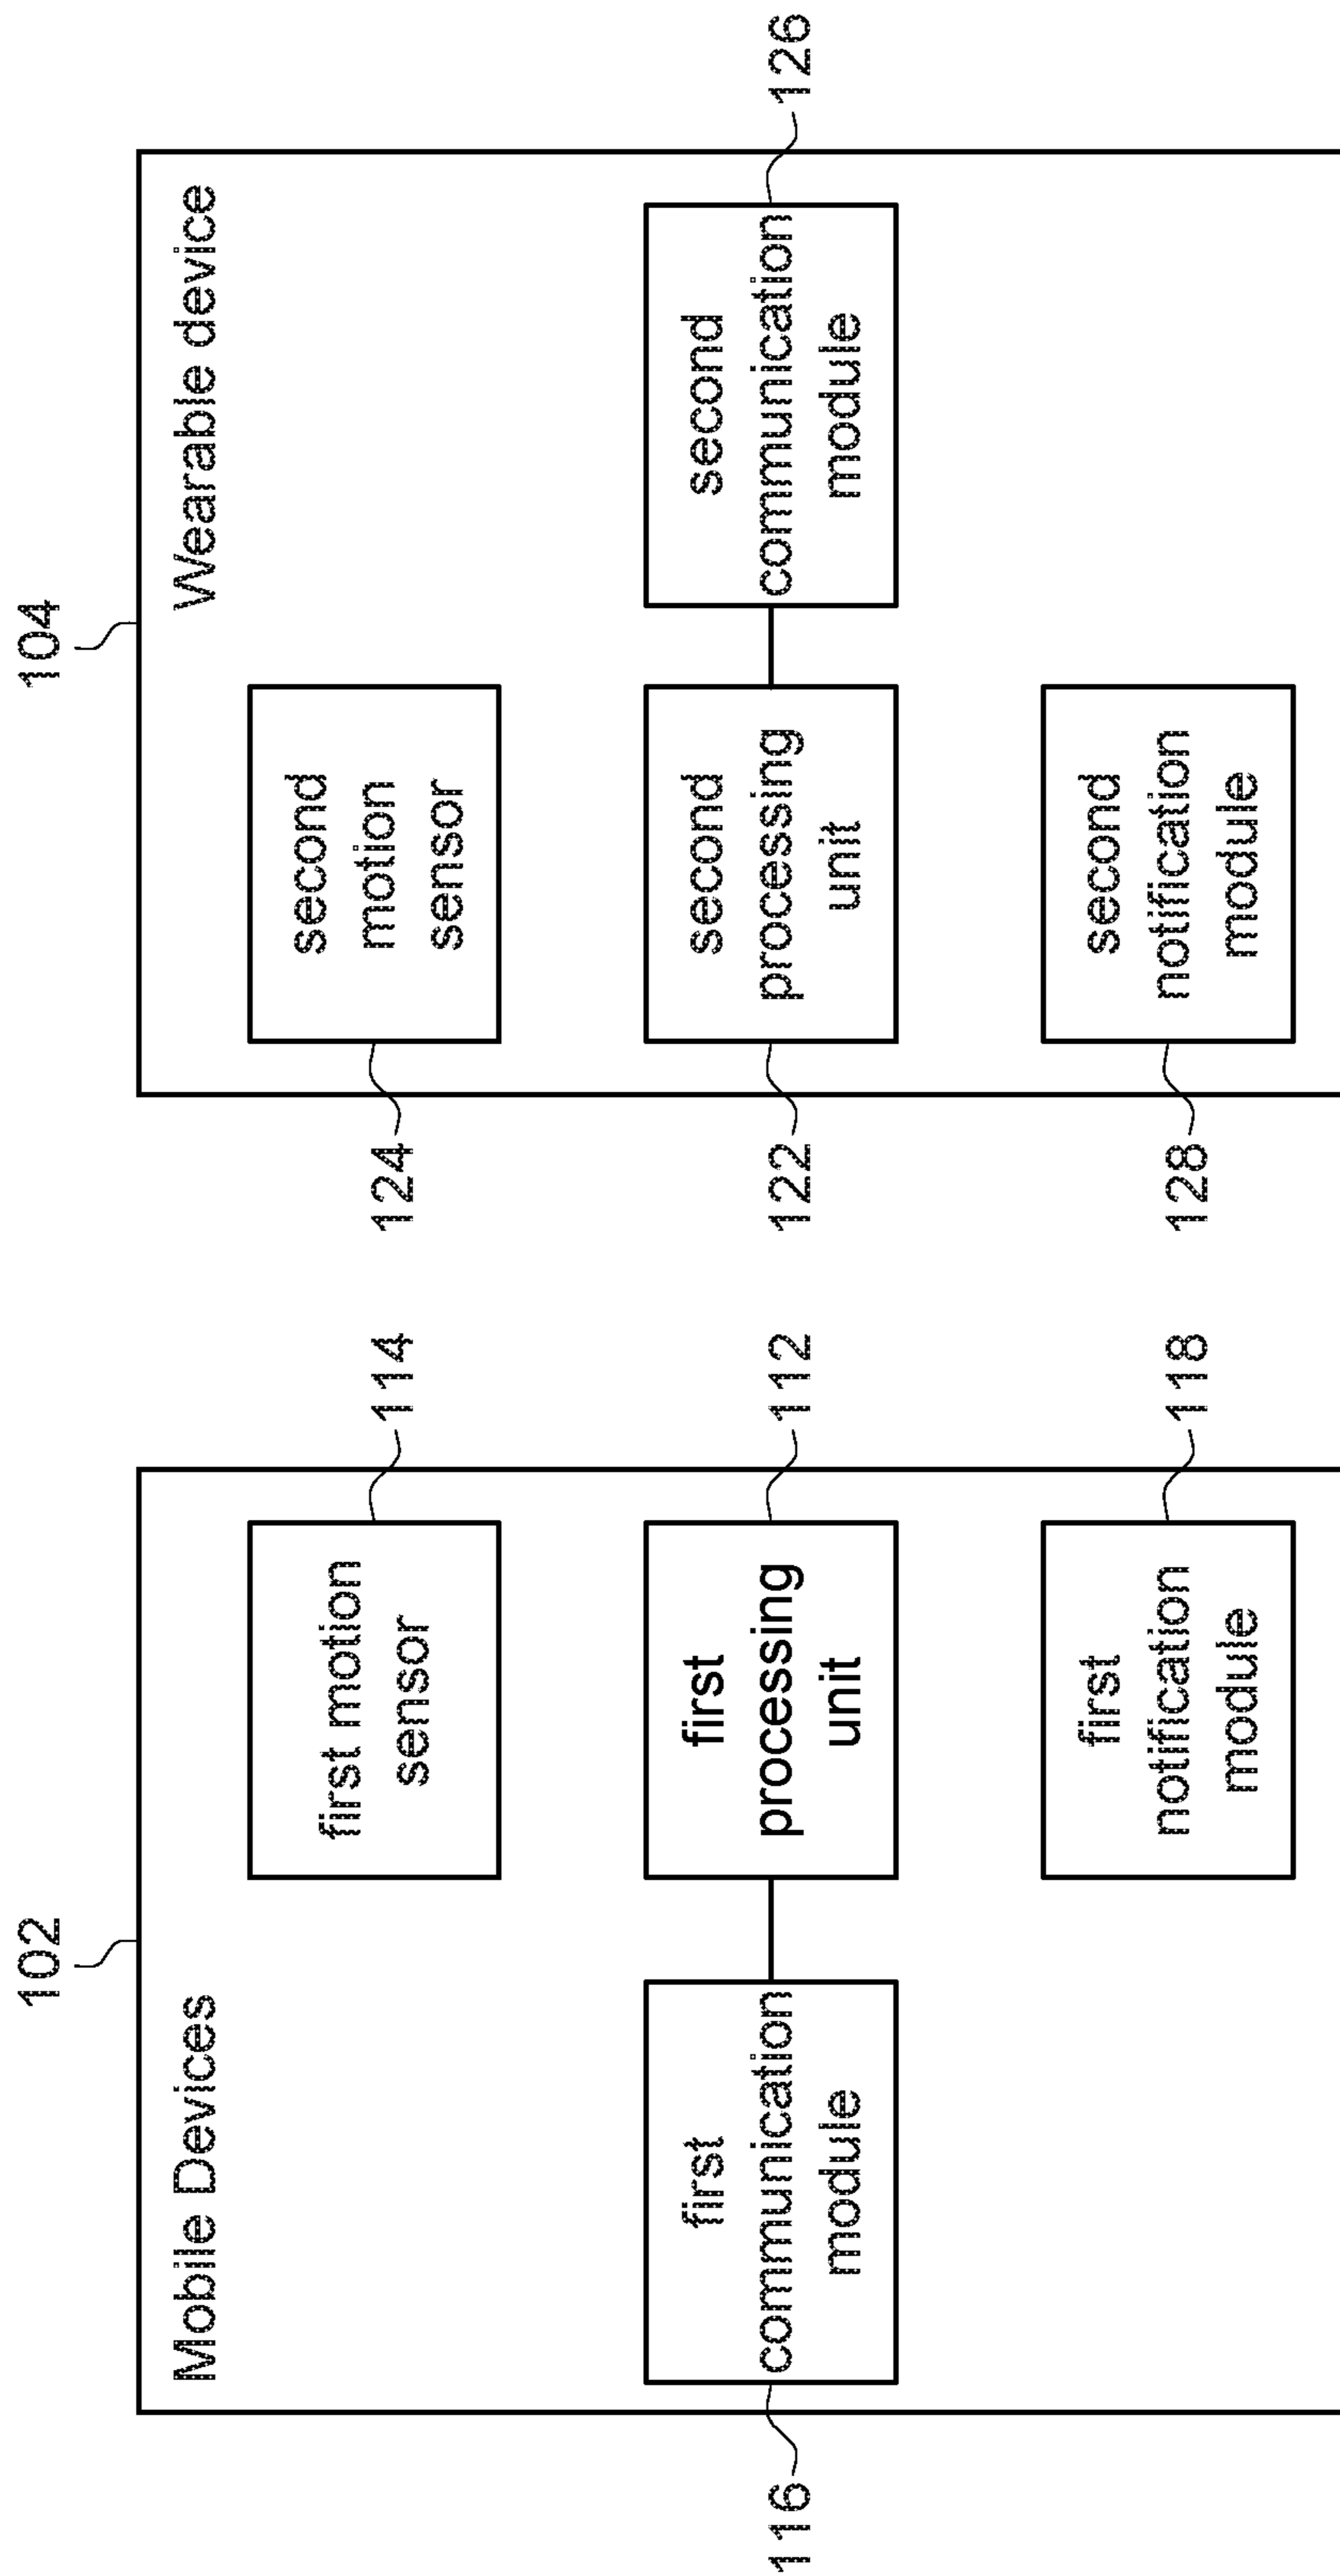 102
104
Mobile Devices
Wearable device
first motion
sensor
114
124
second
motion
sensor
116
first
communication
module
first
processing
unit
112
122
second
processing
unit
second
communication
module
126
first
notification
module
118
128
second
notification
module